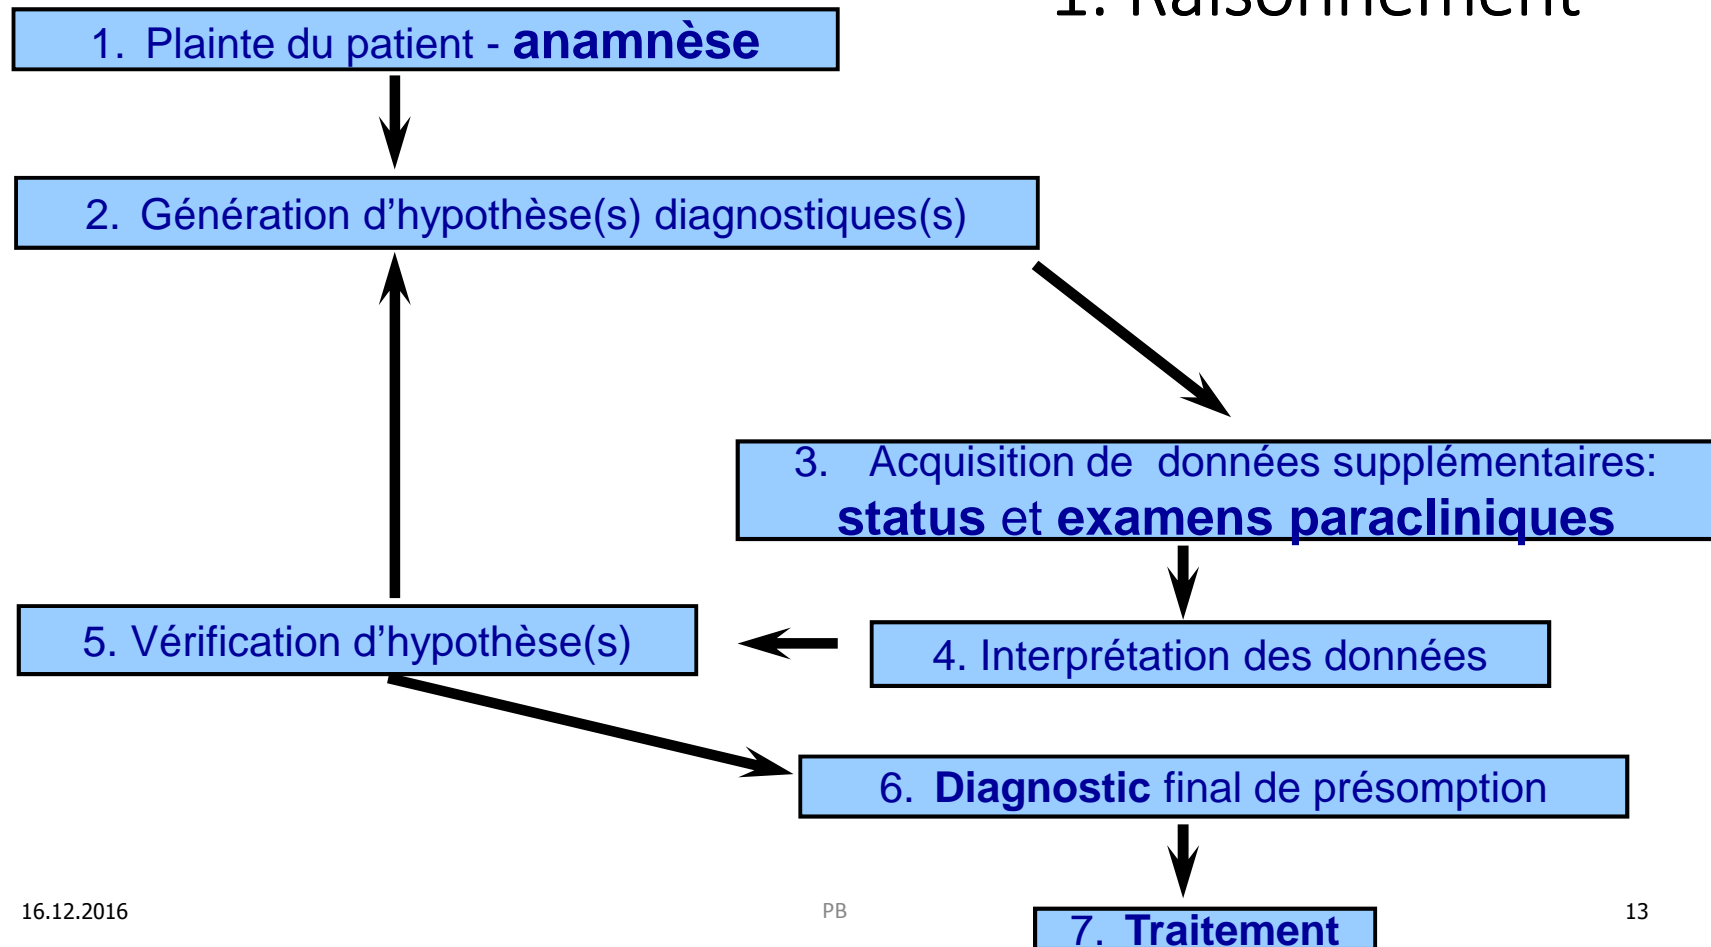 1. Raisonnement
1. Plainte du patient - anamnèse
2. Génération d'hypothèse(s) diagnostiques(s)
3. Acquisition de données supplémentaires:
status et examens paracliniques
4. Interprétation des données
5. Vérification d'hypothèse(s)
6. Diagnostic final de présomption
7. Traitement
16.12.2016
PB
13